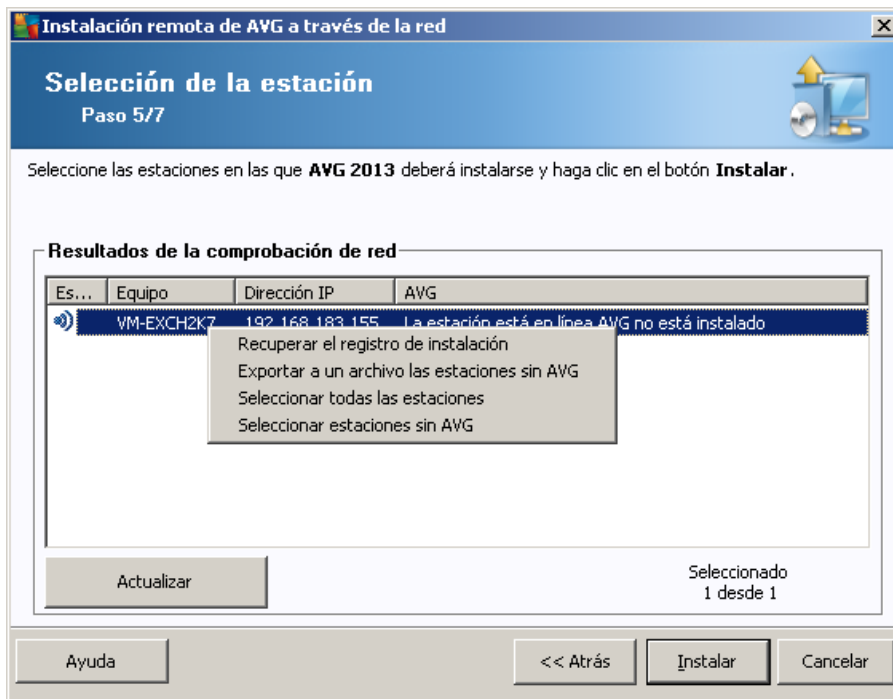 Instalación remota de AVG a través de la red
Selección de la estación
Paso 5/7
Seleccione las estaciones en las que AVG 2013 deberá instalarse y haga clic en el botón Instalar.
Resultados de la comprobación de red
Es... Equipo Dirección IP AVG
VM-EXCH2K7 192.168.183.155 La estación está en línea AVG no está instalado
Recuperar el registro de instalación
Exportar a un archivo las estaciones sin AVG
Seleccionar todas las estaciones
Seleccionar estaciones sin AVG
Actualizar
Seleccionado
1 desde 1
Ayuda << Atrás Instalar Cancelar